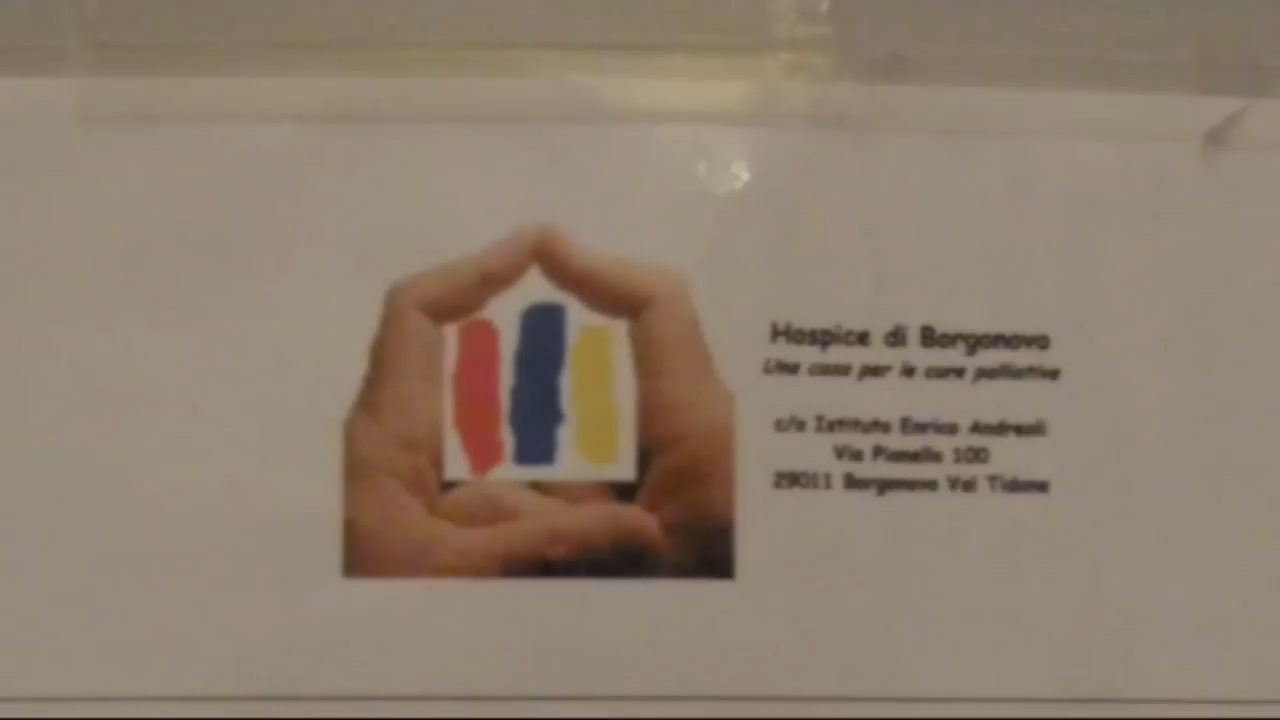 Hospice di Borgonovo
Una casa per le cure palliative
c/o Istituto Enrico Andreoli
Via Pianello 100
29011 Borgonovo Val Tidone